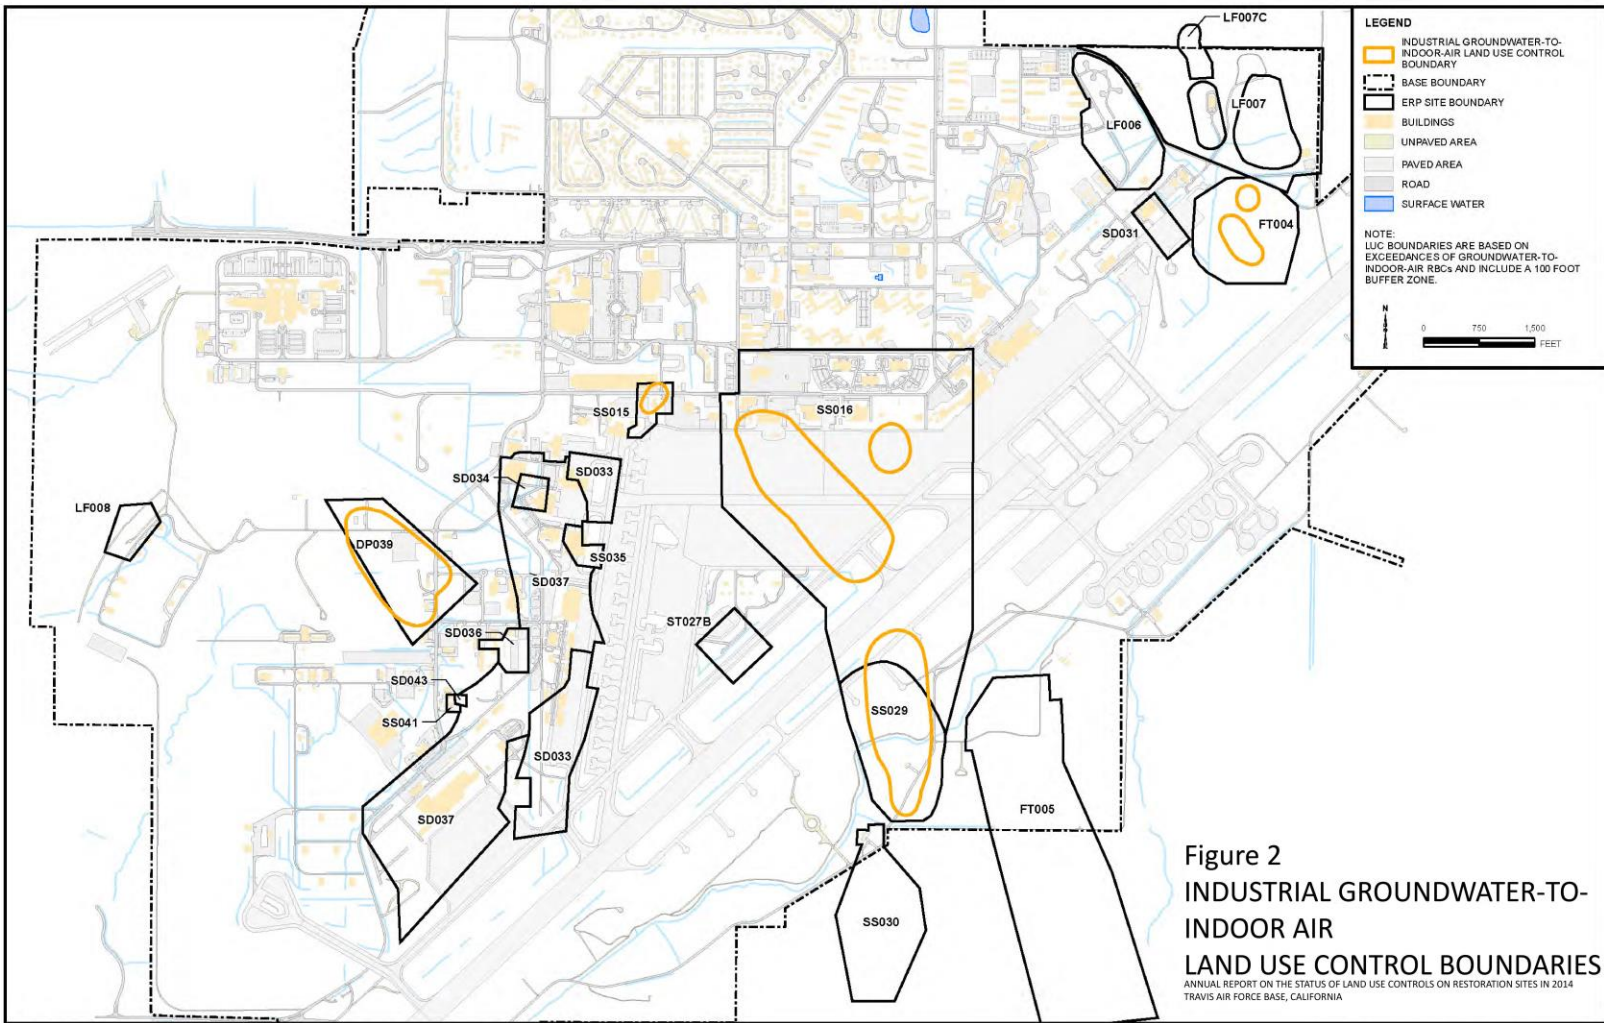 LF007C
LEGEND
INDUSTRIAL GROUNDWATER-TO-
INDOOR-AIR LAND USE CONTROL
BOUNDARY
BASE BOUNDARY
ERP SITE BOUNDARY
BUILDINGS
UNPAVED AREA
PAVED AREA
ROAD
SURFACE WATER
NOTE:
LUC BOUNDARIES ARE BASED ON
EXCEEDANCES OF GROUNDWATER-TO-
INDOOR-AIR RBCs AND INCLUDE A 100 FOOT
BUFFER ZONE.
N
0 750 1,500
FEET
LF007
LF006
FT004
SD031
SS016
SS015
SD033
SD034
LF008
DP039
SS035
SD037
ST027B
SD036
SD043
SS041
SS029
SD033
FT005
SD037
SS030
Figure 2
INDUSTRIAL GROUNDWATER-TO-
INDOOR AIR
LAND USE CONTROL BOUNDARIES
ANNUAL REPORT ON THE STATUS OF LAND USE CONTROLS ON RESTORATION SITES IN 2014
TRAVIS AIR FORCE BASE, CALIFORNIA